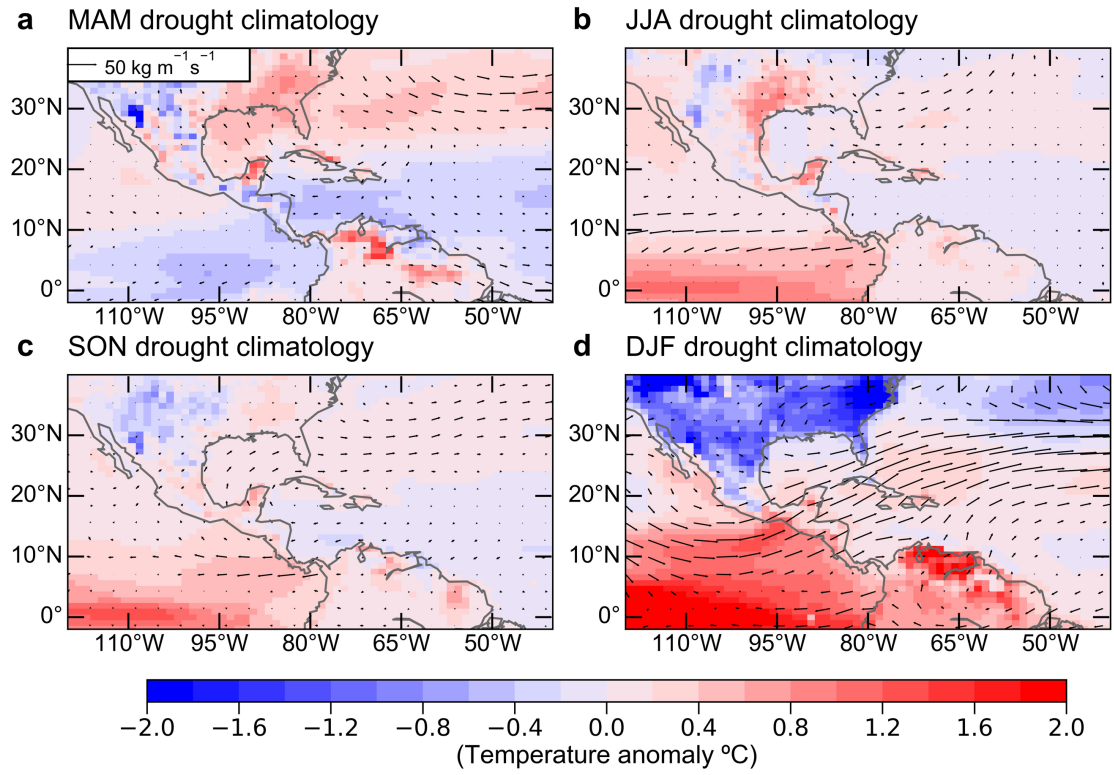 a MAM drought climatology
b JJA drought climatology
50 kg m⁻¹s⁻¹
30°N
20°N
10°N
0°
110°W 95°W 80°W 65°W 50°W
30°N
20°N
10°N
0°
110°W 95°W 80°W 65°W 50°W
c SON drought climatology
d DJF drought climatology
30°N
20°N
10°N
0°
110°W 95°W 80°W 65°W 50°W
30°N
20°N
10°N
0°
110°W 95°W 80°W 65°W 50°W
−2.0 −1.6 −1.2 −0.8 −0.4 0.0 0.4 0.8 1.2 1.6 2.0
(Temperature anomaly ºC)